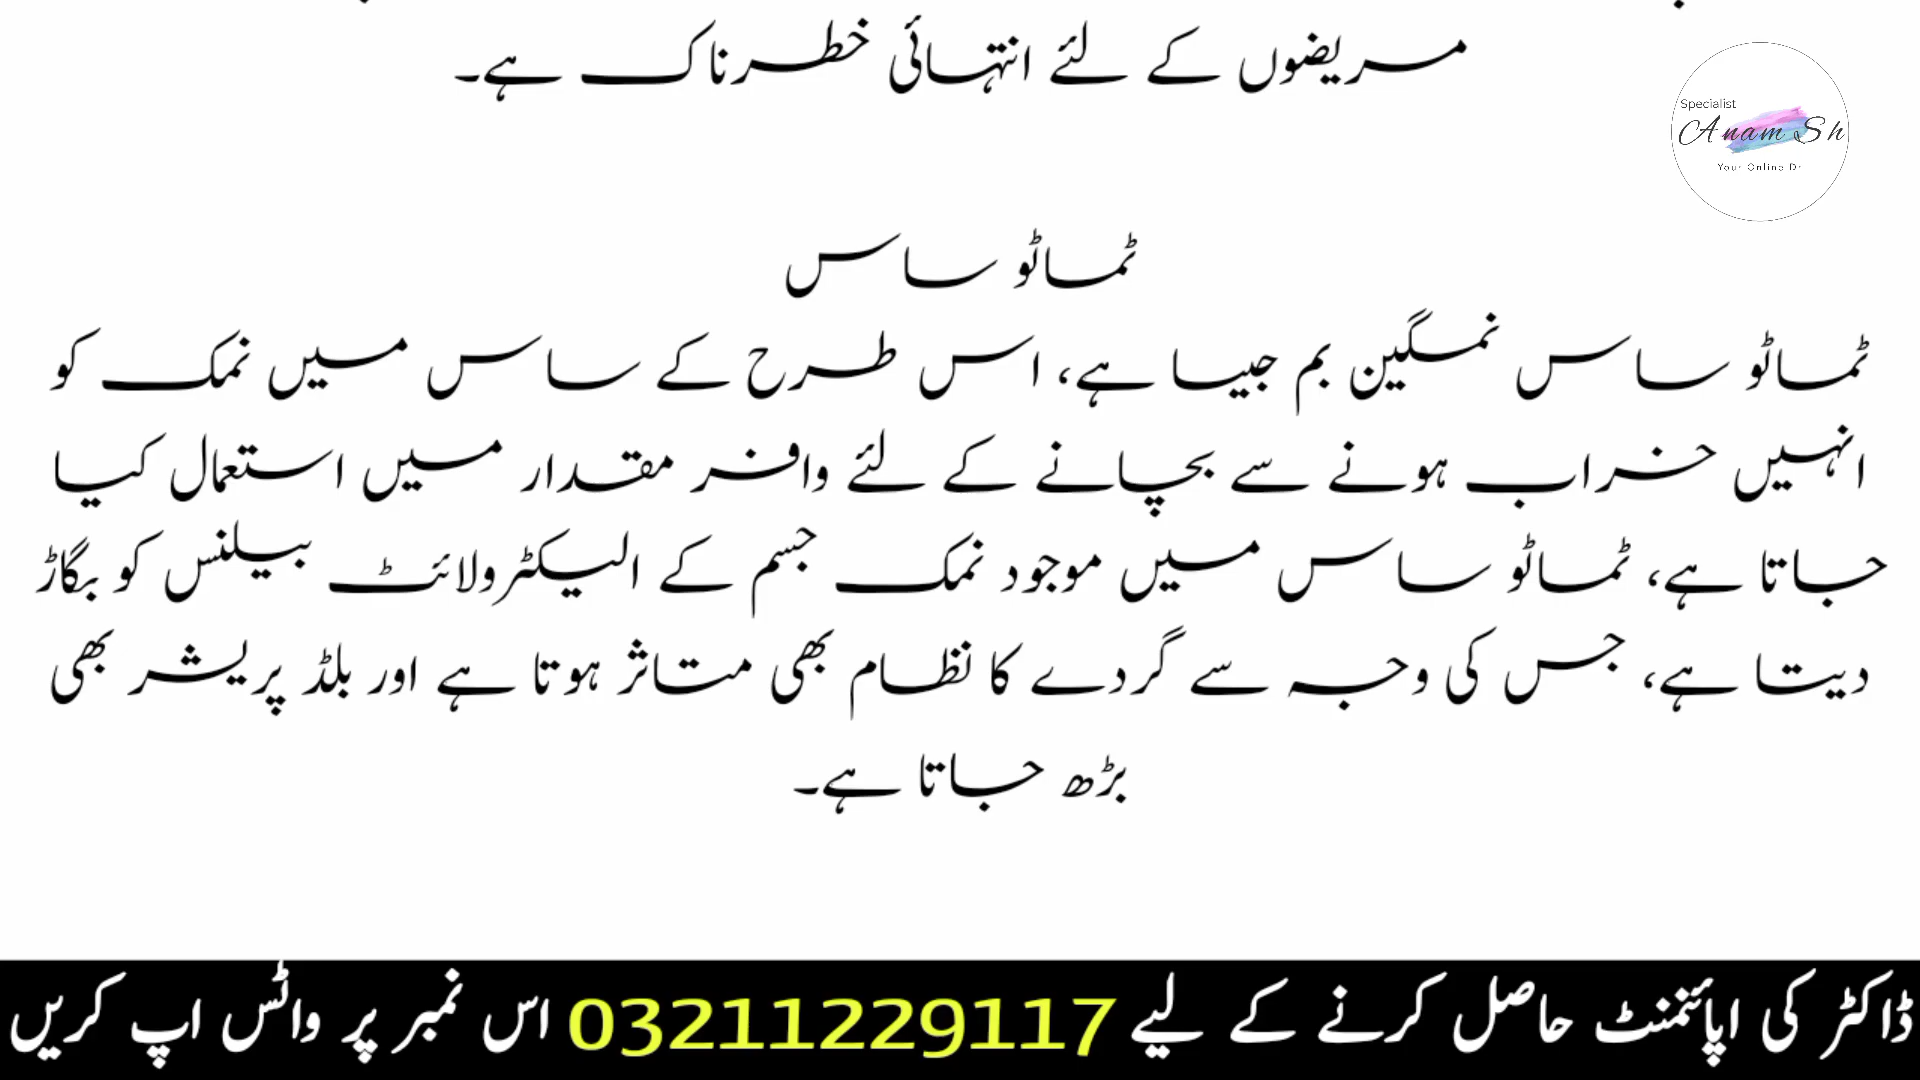 مریضوں کے لئے انتہائی خطرناک ہے۔
Specialist
Anam Sh
Your Online Dr
ٹماٹو ساس
ٹماٹو ساس نمکین بم جیسا ہے، اس طرح کے ساس میں نمک کو
انہیں خراب ہونے سے بچانے کے لئے وافر مقدار میں استعمال کیا
جاتا ہے، ٹماٹو ساس میں موجود نمک جسم کے الیکٹرولائٹ بیلنس کو بگاڑ
دیتا ہے، جس کی وجہ سے گردے کا نظام بھی متاثر ہوتا ہے اور بلڈ پریشر بھی
بڑھ جاتا ہے۔
ڈاکٹر کی اپائنمنٹ حاصل کرنے کے لیے 03211229117 اس نمبر پر واٹس اپ کریں